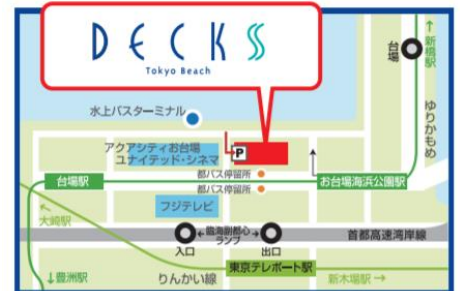 DECKS
Tokyo Beach
台場
↑新橋駅
ゆりかもめ
水上バスターミナル
アクアシティお台場
ユナイテッド・シネマ
P
都バス停留所
都バス停留所
台場駅
お台場海浜公園駅
フジテレビ
大崎駅
←臨海副都心→
ランプ
入口
出口
首都高速湾岸線
東京テレポート駅
↓豊洲駅
りんかい線
新木場駅→